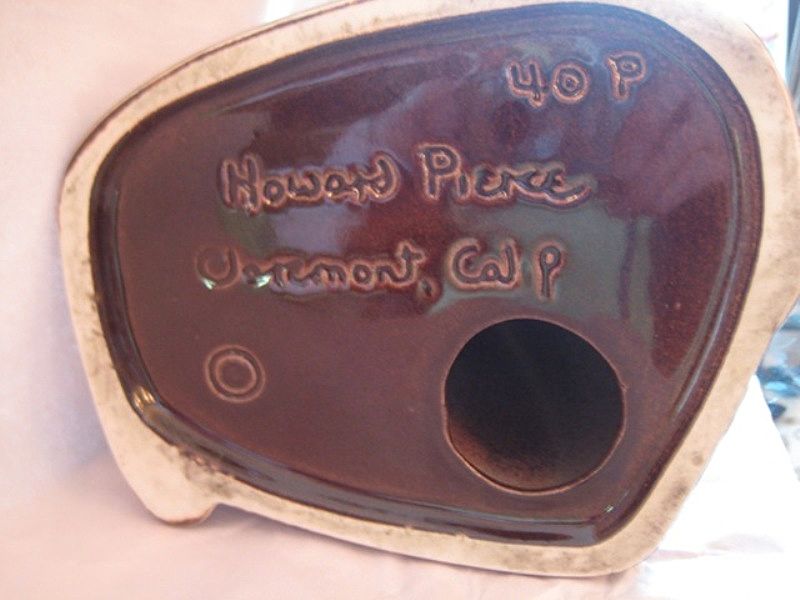 40 P
Howard Pierce
Claremont, Cal P